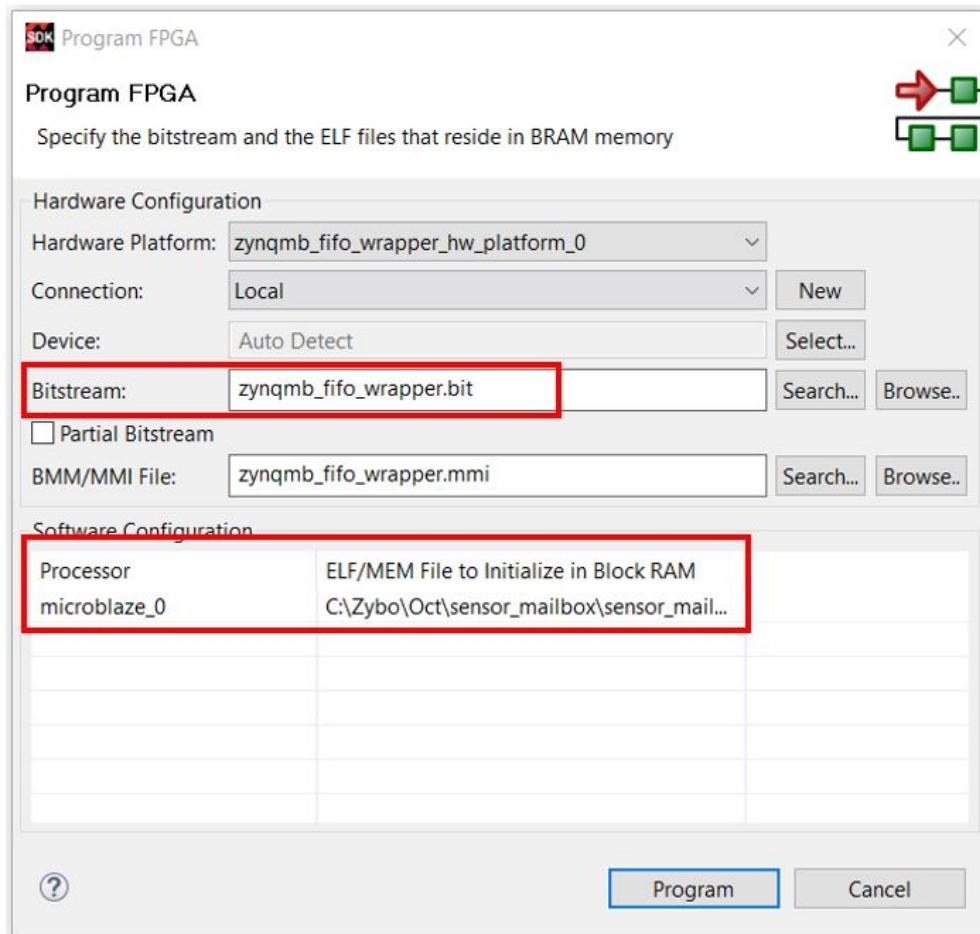 SDK Program FPGA
Program FPGA
Specify the bitstream and the ELF files that reside in BRAM memory
Hardware Configuration
Hardware Platform: zynqmb_fifo_wrapper_hw_platform_0
Connection: Local New
Device: Auto Detect Select...
Bitstream: zynqmb_fifo_wrapper.bit Search... Browse..
Partial Bitstream
BMM/MMI File: zynqmb_fifo_wrapper.mmi Search... Browse..
Software Configuration
Processor ELF/MEM File to Initialize in Block RAM
microblaze_0 C:\Zybo\Oct\sensor_mailbox\sensor_mail...
? Program Cancel